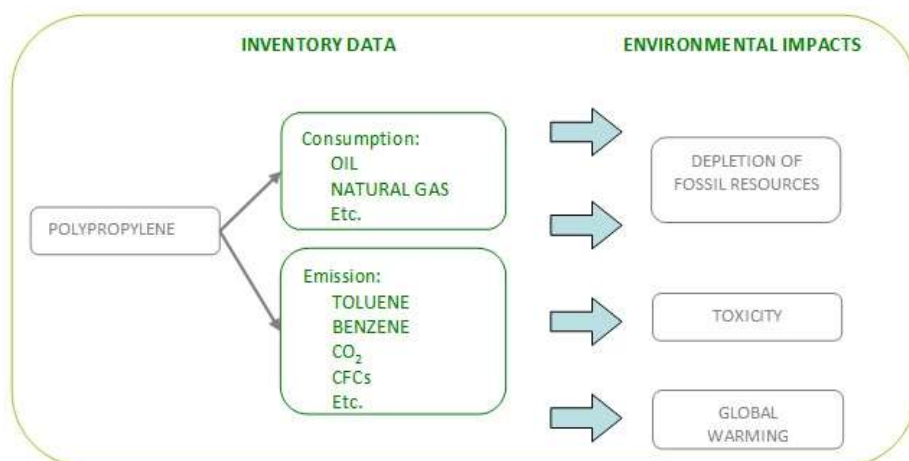 INVENTORY DATA
ENVIRONMENTAL IMPACTS
POLYPROPYLENE
Consumption:
OIL
NATURAL GAS
Etc.
Emission:
TOLUENE
BENZENE
CO₂
CFCs
Etc.
DEPLETION OF
FOSSIL RESOURCES
TOXICITY
GLOBAL
WARMING